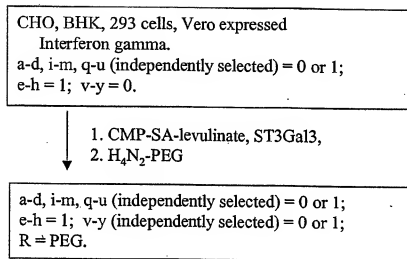 CHO, BHK, 293 cells, Vero expressed
Interferon gamma.
a-d, i-m, q-u (independently selected) = 0 or 1;
e-h = 1; v-y = 0.
1. CMP-SA-levulinate, ST3Gal3,
2. H₄N₂-PEG
a-d, i-m, q-u (independently selected) = 0 or 1;
e-h = 1; v-y (independently selected) = 0 or 1;
R = PEG.